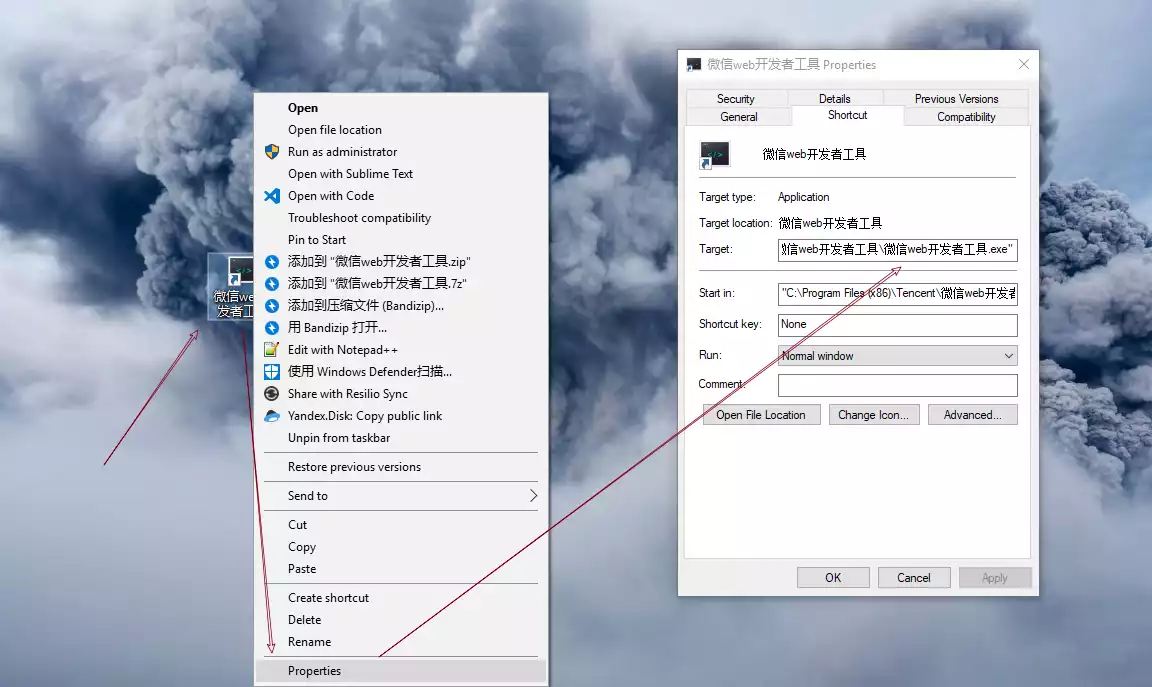 微信we
发者工
Open
Open file location
Run as administrator
Open with Sublime Text
Open with Code
Troubleshoot compatibility
Pin to Start
添加到 "微信web开发者工具.zip"
添加到 "微信web开发者工具.7z"
添加到压缩文件 (Bandizip)...
用 Bandizip 打开...
Edit with Notepad++
使用 Windows Defender扫描...
Share with Resilio Sync
Yandex.Disk: Copy public link
Unpin from taskbar
Restore previous versions
Send to
Cut
Copy
Paste
Create shortcut
Delete
Rename
Properties
微信web开发者工具 Properties
Security Details Previous Versions
General Shortcut Compatibility
微信web开发者工具
Target type: Application
Target location: 微信web开发者工具
Target: 信web开发者工具\微信web开发者工具.exe"
Start in: "C:\Program Files (x86)\Tencent\微信web开发者
Shortcut key: None
Run: Normal window
Comment:
Open File Location Change Icon... Advanced...
OK Cancel Apply